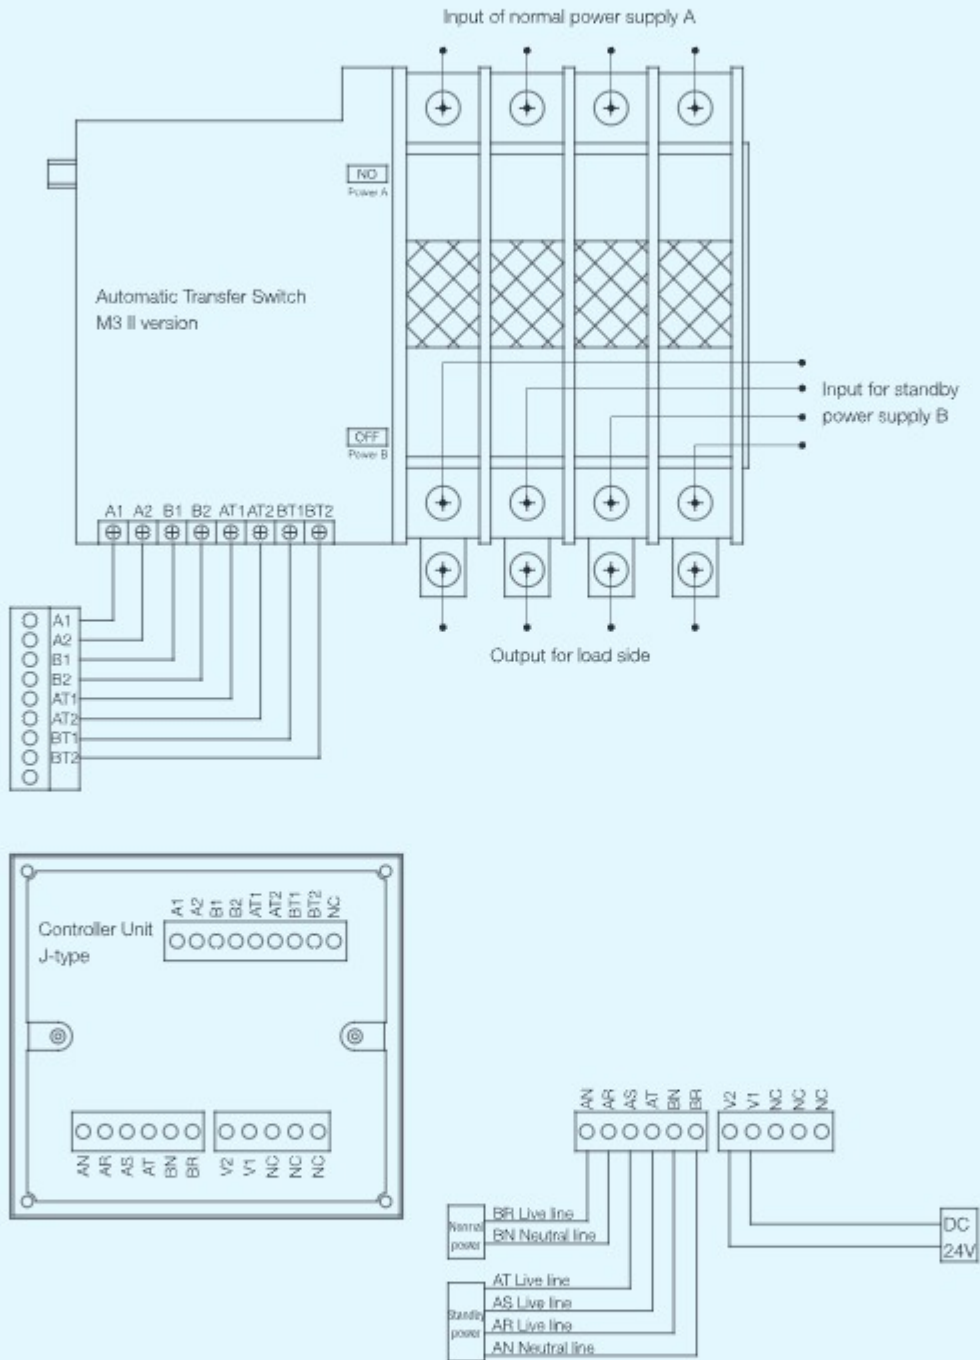 Input of normal power supply A
NO
Power A
Automatic Transfer Switch
M3 II version
Input for standby
power supply B
OFF
Power B
A1 A2 B1 B2 AT1 AT2 BT1 BT2
A1
A2
B1
B2
AT1
AT2
BT1
BT2
Output for load side
Controller Unit
J-type
A1 A2 B1 B2 AT1 AT2 BT1 BT2 NC
AN AR AS AT BN BR V2 V1 NC NC NC
AN AR AS AT BN BR V2 V1 NC NC NC
Normal
power
BR Live line
BN Neutral line
DC
24V
Standby
power
AT Live line
AS Live line
AR Live line
AN Neutral line